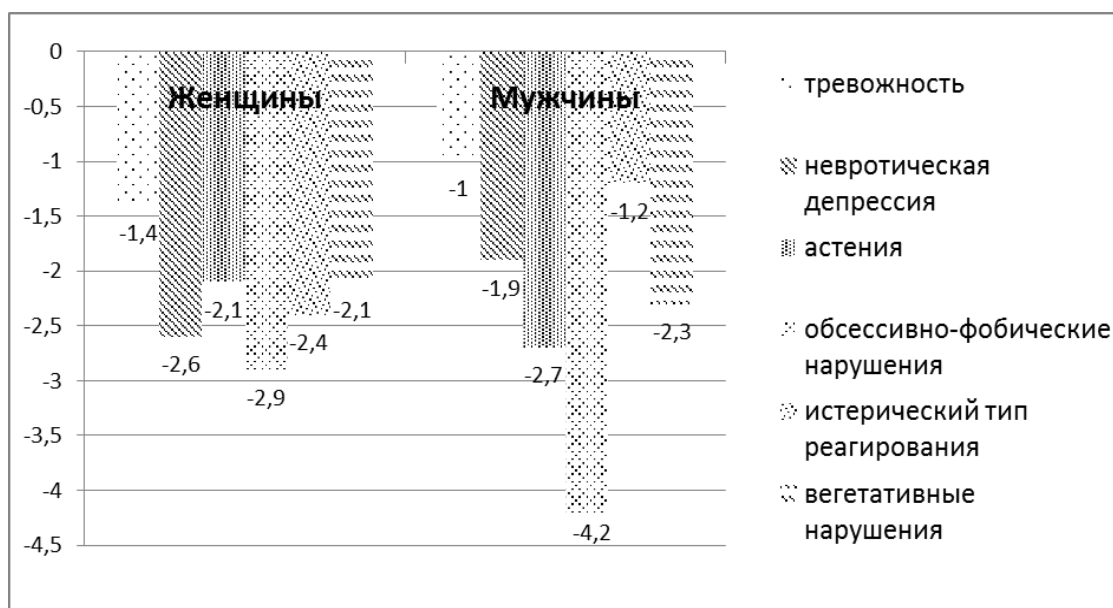 0
-0,5
-1
-1,5
-2
-2,5
-3
-3,5
-4
-4,5
Женщины
Мужчины
-1,4
-2,6
-2,1
-2,9
-2,4
-2,1
-1
-1,9
-2,7
-4,2
-1,2
-2,3
тревожность
невротическая
депрессия
астения
обсессивно-фобические
нарушения
истерический тип
реагирования
вегетативные
нарушения